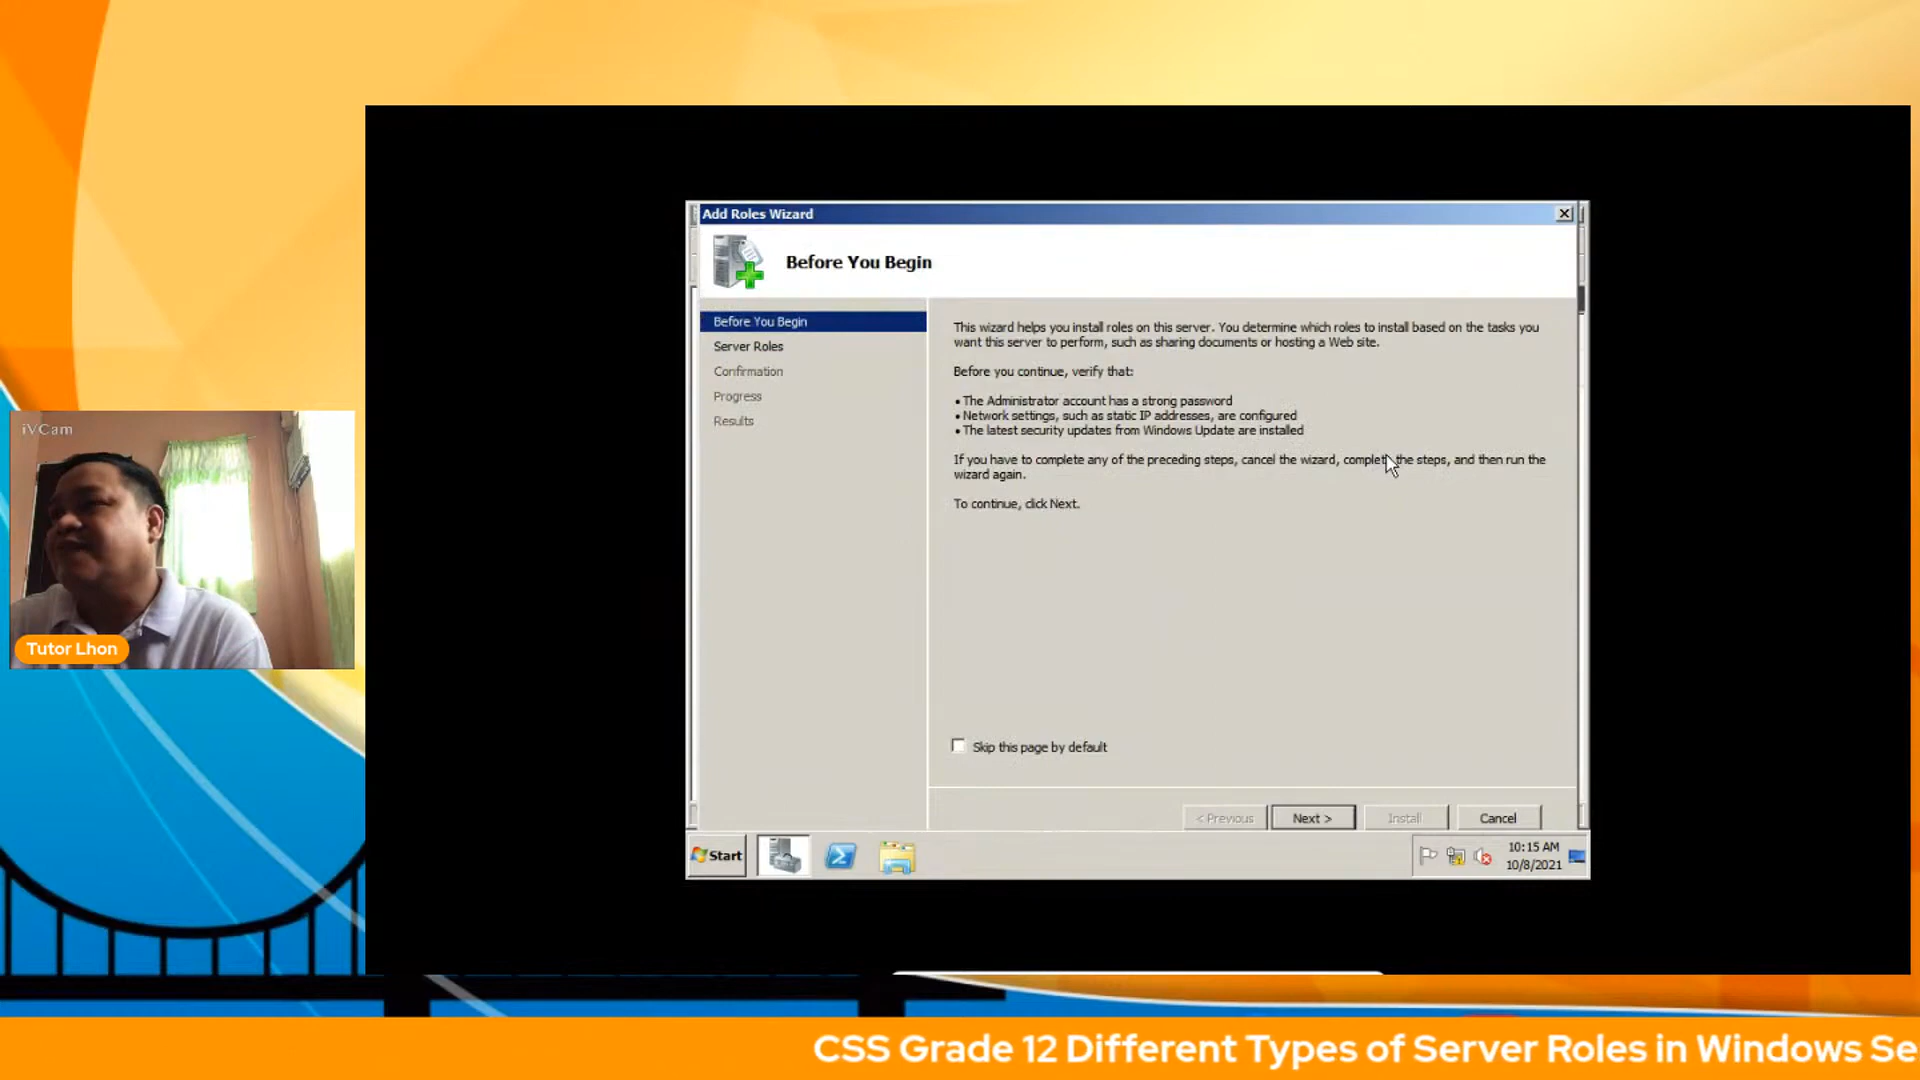 Add Roles Wizard
Before You Begin
Before You Begin
Server Roles
Confirmation
Progress
Results
This wizard helps you install roles on this server. You determine which roles to install based on the tasks you
want this server to perform, such as sharing documents or hosting a Web site.
Before you continue, verify that:
• The Administrator account has a strong password
• Network settings, such as static IP addresses, are configured
• The latest security updates from Windows Update are installed
If you have to complete any of the preceding steps, cancel the wizard, complete the steps, and then run the
wizard again.
To continue, click Next.
Skip this page by default
< Previous
Next >
Install
Cancel
Start
10:15 AM
10/8/2021
iVCam
Tutor Lhon
CSS Grade 12 Different Types of Server Roles in Windows Se